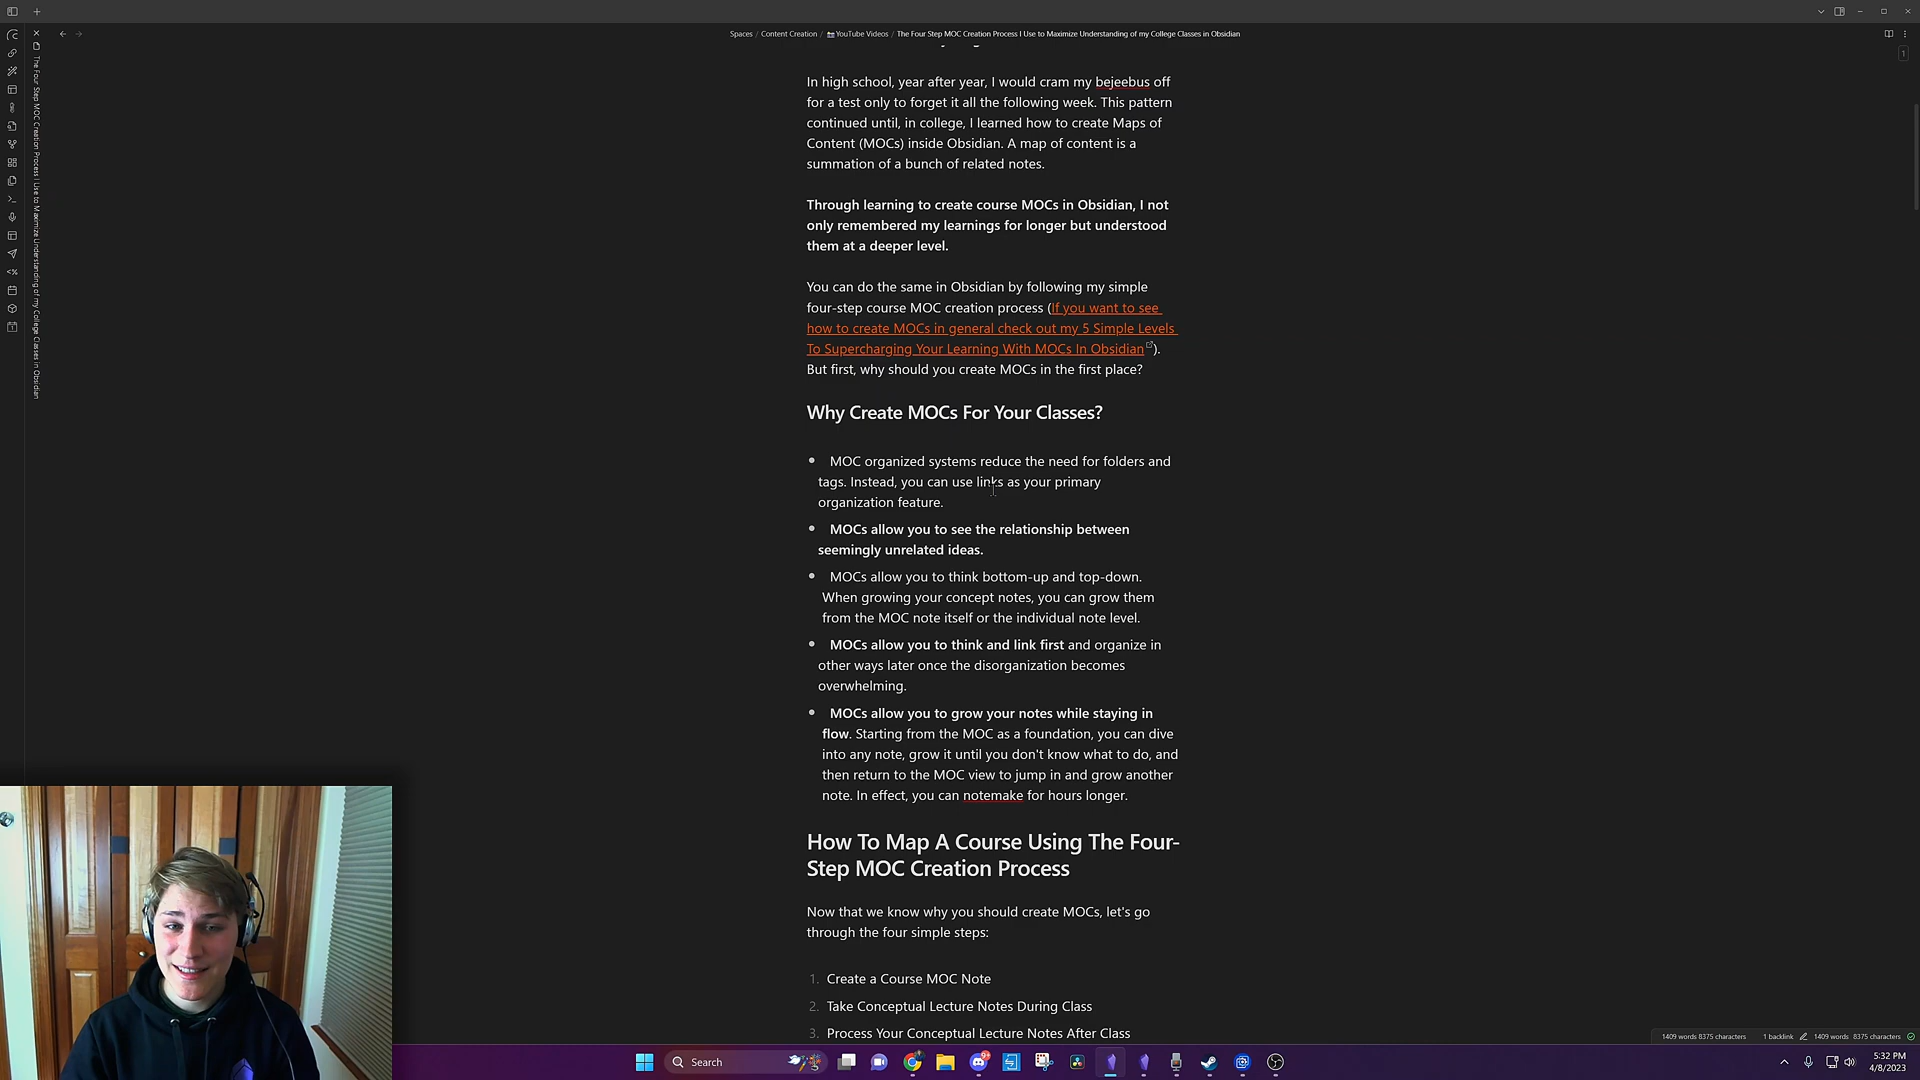 Spaces / Content Creation / YouTube Videos / The Four Step MOC Creation Process I Use to Maximize Understanding of my College Classes in Obsidian
The Four Step MOC Creation Process I Use to Maximize Understanding of my College Classes in Obsidian
1
In high school, year after year, I would cram my bejeebus off
for a test only to forget it all the following week. This pattern
continued until, in college, I learned how to create Maps of
Content (MOCs) inside Obsidian. A map of content is a
summation of a bunch of related notes.
Through learning to create course MOCs in Obsidian, I not
only remembered my learnings for longer but understood
them at a deeper level.
You can do the same in Obsidian by following my simple
four-step course MOC creation process (If you want to see
how to create MOCs in general check out my 5 Simple Levels
To Supercharging Your Learning With MOCs In Obsidian).
But first, why should you create MOCs in the first place?
Why Create MOCs For Your Classes?
MOC organized systems reduce the need for folders and
tags. Instead, you can use links as your primary
organization feature.
MOCs allow you to see the relationship between
seemingly unrelated ideas.
MOCs allow you to think bottom-up and top-down.
When growing your concept notes, you can grow them
from the MOC note itself or the individual note level.
MOCs allow you to think and link first and organize in
other ways later once the disorganization becomes
overwhelming.
MOCs allow you to grow your notes while staying in
flow. Starting from the MOC as a foundation, you can dive
into any note, grow it until you don't know what to do, and
then return to the MOC view to jump in and grow another
note. In effect, you can notemake for hours longer.
How To Map A Course Using The Four-
Step MOC Creation Process
Now that we know why you should create MOCs, let's go
through the four simple steps:
1. Create a Course MOC Note
2. Take Conceptual Lecture Notes During Class
3. Process Your Conceptual Lecture Notes After Class
1409 words 8375 characters 1 backlink 1409 words 8375 characters
Search
5:32 PM
4/8/2023